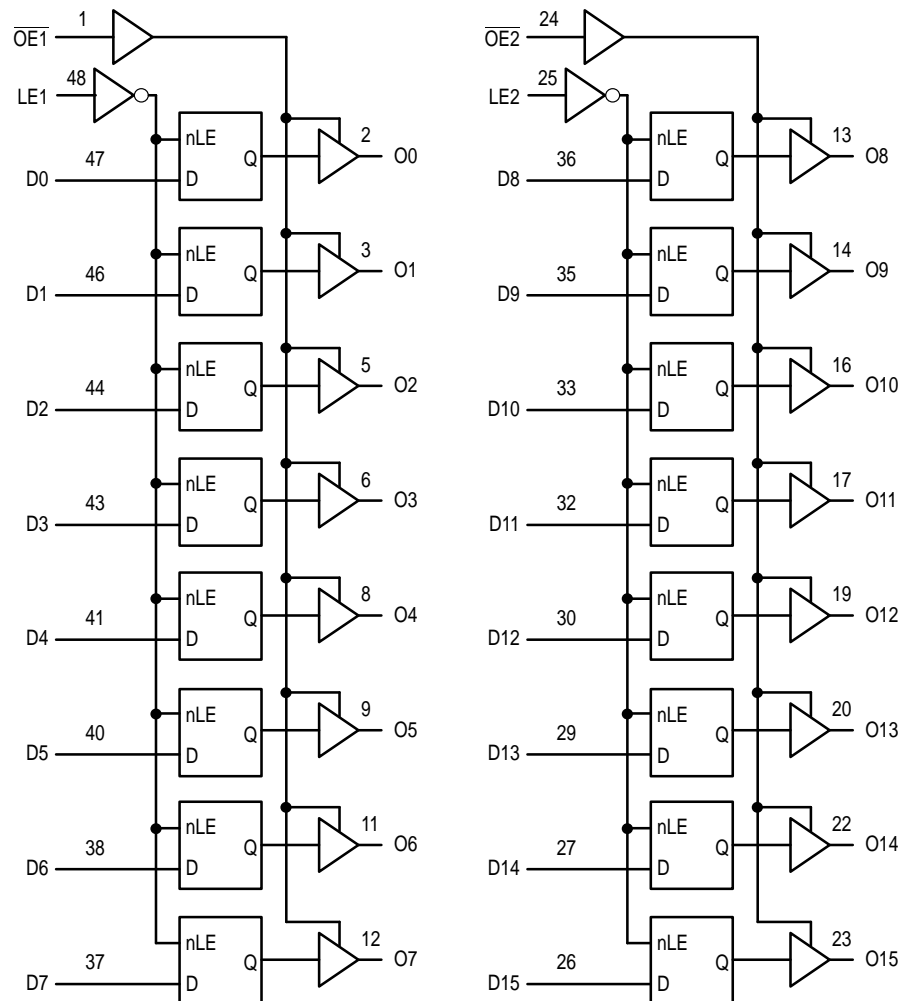 OE1 1
LE1 48
nLE
D0 47 D Q 2 O0
nLE
D1 46 D Q 3 O1
nLE
D2 44 D Q 5 O2
nLE
D3 43 D Q 6 O3
nLE
D4 41 D Q 8 O4
nLE
D5 40 D Q 9 O5
nLE
D6 38 D Q 11 O6
nLE
D7 37 D Q 12 O7
OE2 24
LE2 25
nLE
D8 36 D Q 13 O8
nLE
D9 35 D Q 14 O9
nLE
D10 33 D Q 16 O10
nLE
D11 32 D Q 17 O11
nLE
D12 30 D Q 19 O12
nLE
D13 29 D Q 20 O13
nLE
D14 27 D Q 22 O14
nLE
D15 26 D Q 23 O15